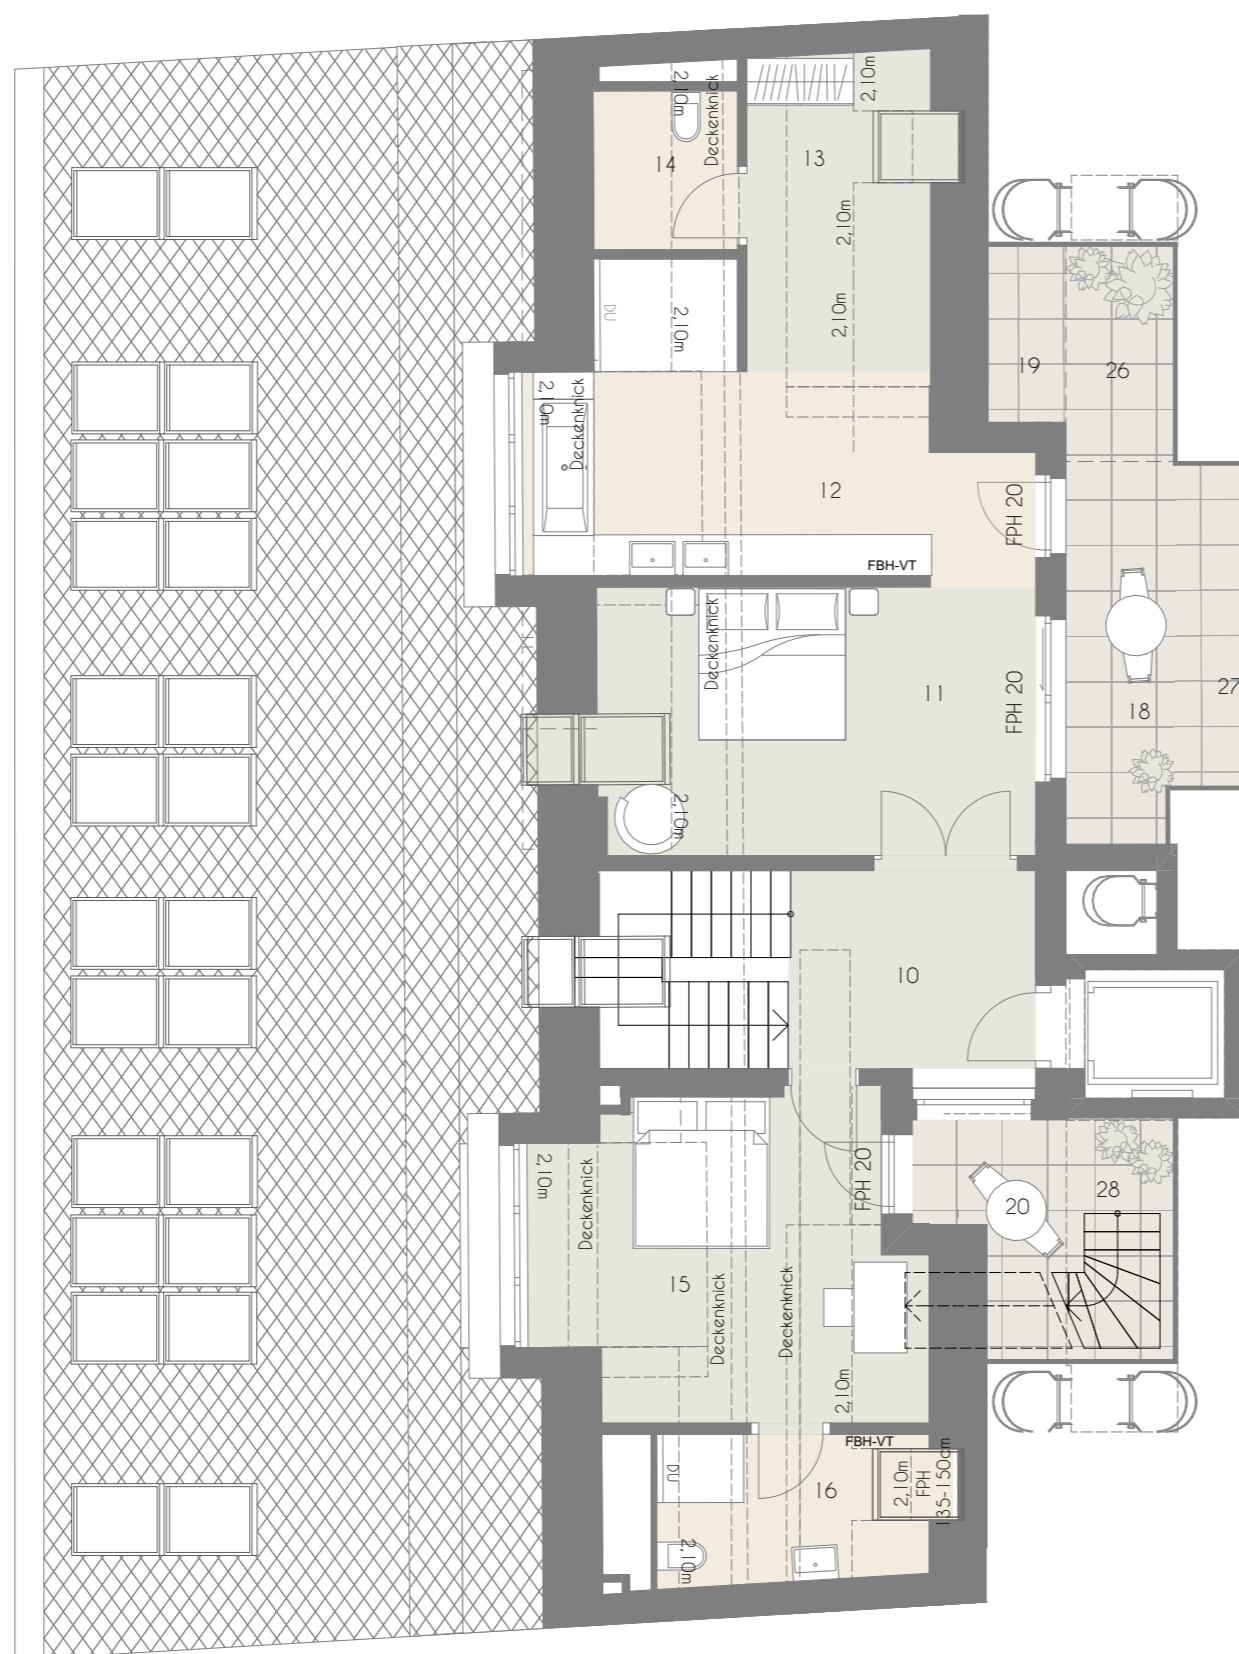 2,10m
2,10m
Deckenknick
14
13
2,10m
2,10m
DU
2,10m
19
26
2,10m
Deckenknick
12
FPH 20
FBH-VT
Deckenknick
11
FPH 20
18
27
2,10m
10
2,10m
Deckenknick
FPH 20
28
20
15
Deckenknick
Deckenknick
2,10m
FBH-VT
DU
16
2,10m
FPH
135-150cm
2,10m